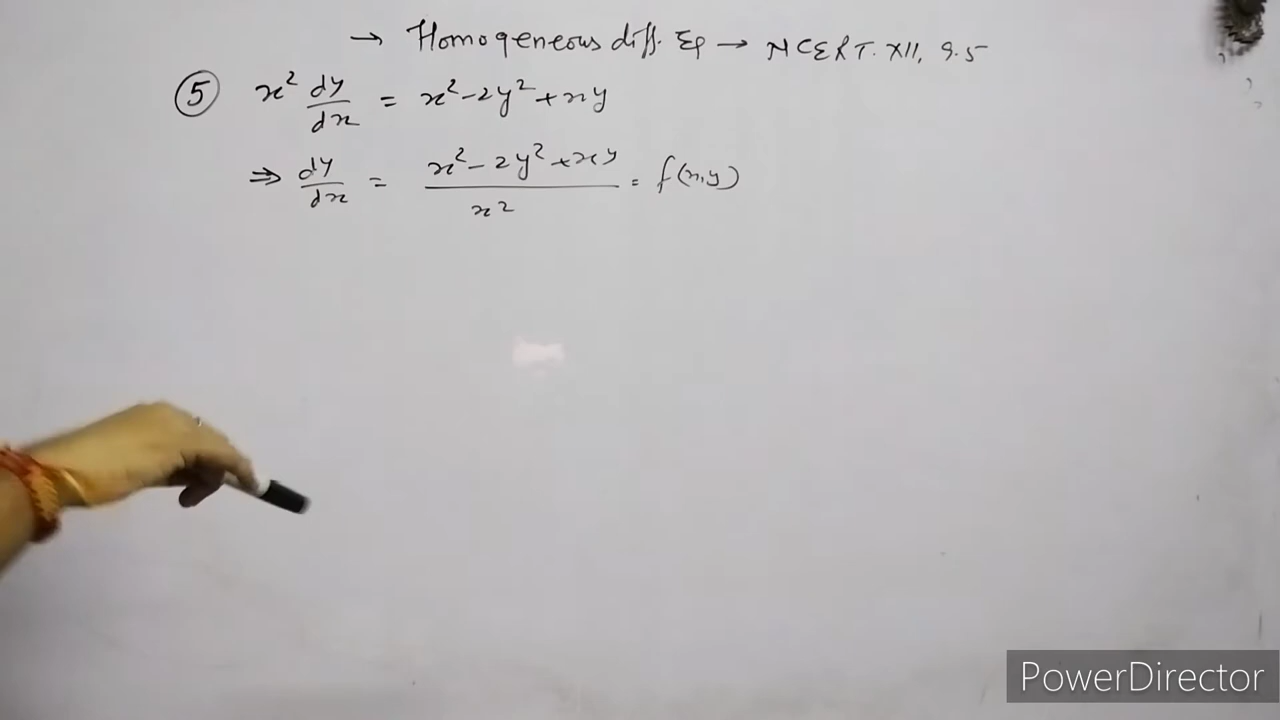 → Homogeneous diff. Eq → NCERT. XII, 9.5
⑤ x² dy/dx = x² - 2y² + xy
⇒ dy/dx = (x² - 2y² + xy)/x² = f(x,y)
PowerDirector